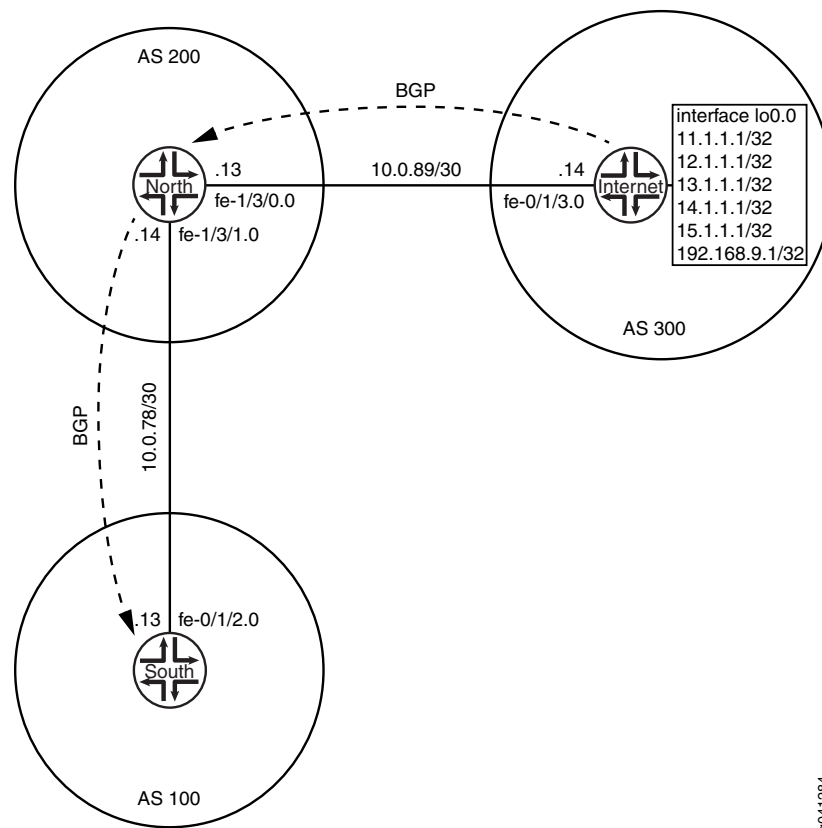 AS 200
BGP
interface lo0.0
11.1.1.1/32
12.1.1.1/32
13.1.1.1/32
14.1.1.1/32
15.1.1.1/32
192.168.9.1/32
.13
10.0.89/30
.14
North
Internet
fe-1/3/0.0
fe-0/1/3.0
.14
fe-1/3/1.0
AS 300
BGP
10.0.78/30
.13
fe-0/1/2.0
South
AS 100